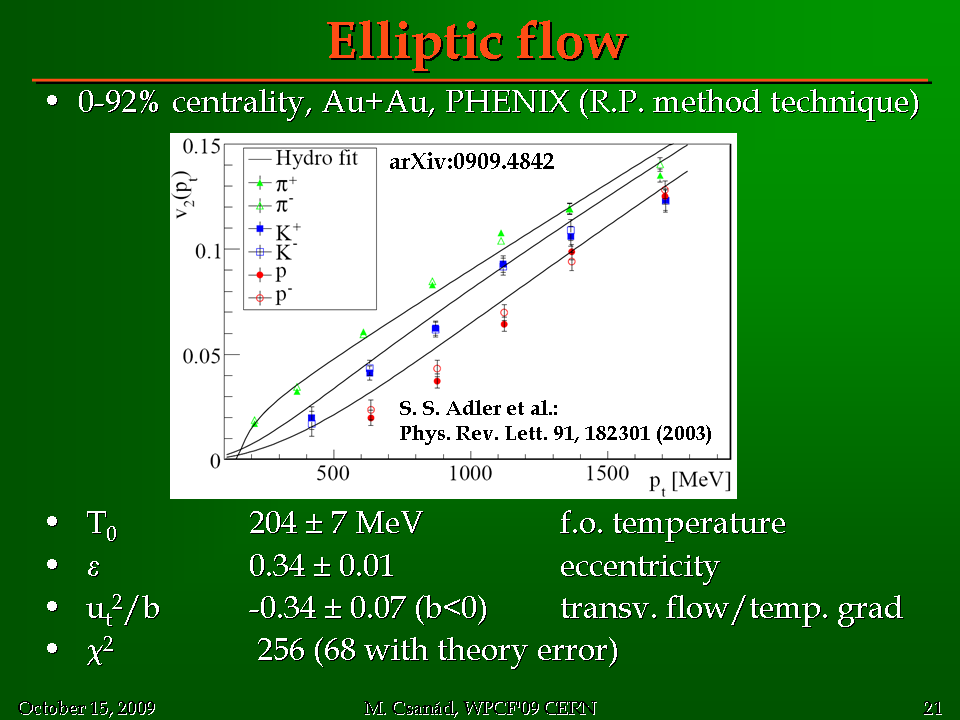 Elliptic flow
• 0-92% centrality, Au+Au, PHENIX (R.P. method technique)
arXiv:0909.4842
Hydro fit
π+
π-
K+
K-
p
p-
v2(pt)
0.15
0.1
0.05
0
500
1000
1500
pt [MeV]
S. S. Adler et al.:
Phys. Rev. Lett. 91, 182301 (2003)
• T0 204 ± 7 MeV f.o. temperature
• ε 0.34 ± 0.01 eccentricity
• ut2/b -0.34 ± 0.07 (b<0) transv. flow/temp. grad
• χ2 256 (68 with theory error)
October 15, 2009 M. Csanád, WPCF'09 CERN 21